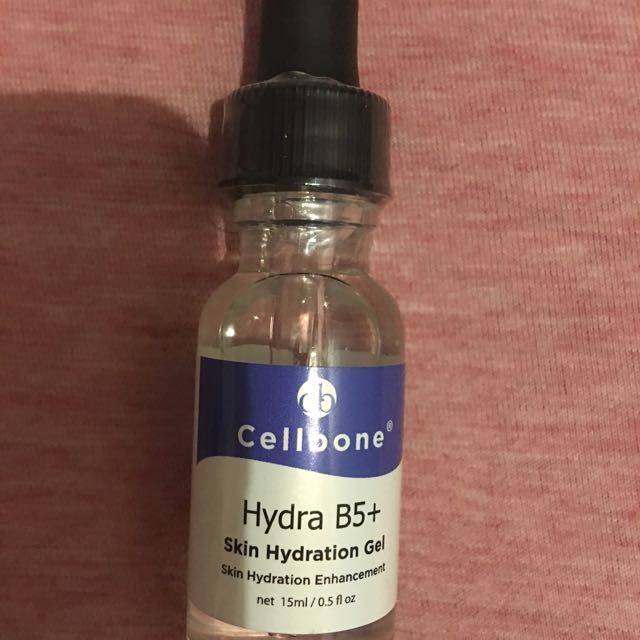 Cellbone®
Hydra B5+
Skin Hydration Gel
Skin Hydration Enhancement
net 15ml / 0.5 fl oz